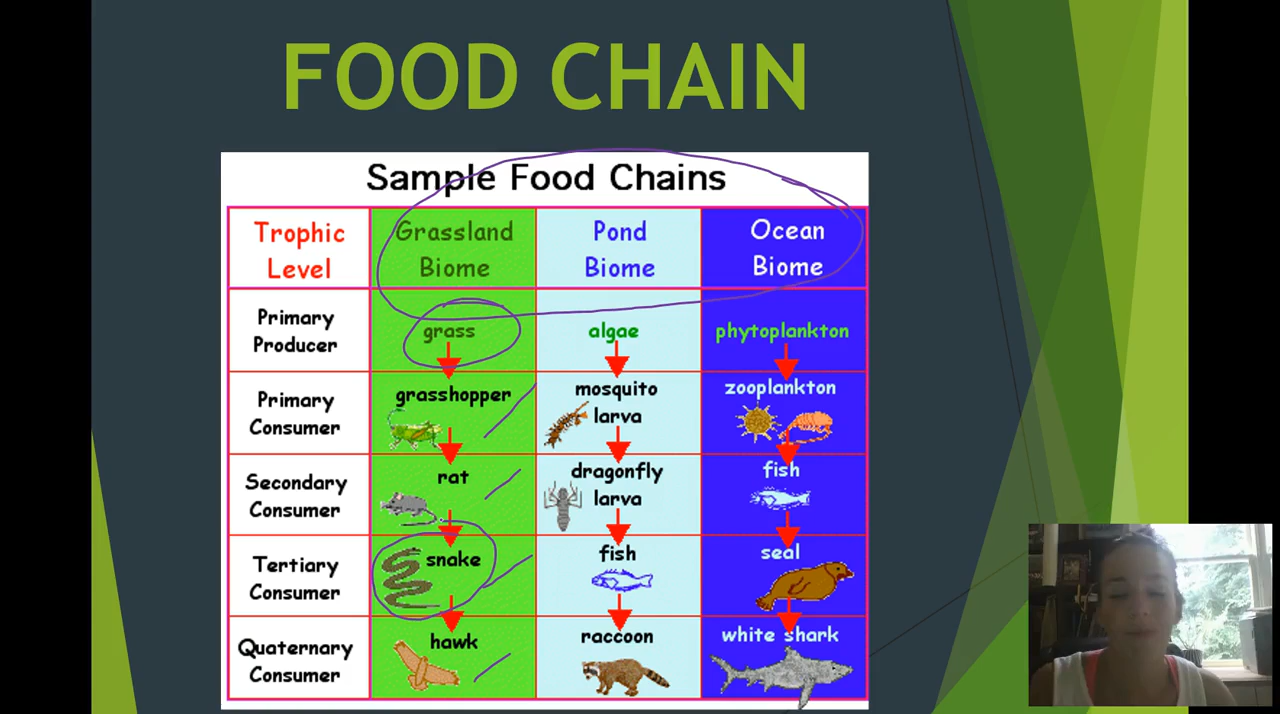 FOOD CHAIN
Sample Food Chains
Trophic Level
Grassland Biome
Pond Biome
Ocean Biome
Primary Producer
grass
algae
phytoplankton
Primary Consumer
grasshopper
mosquito larva
zooplankton
Secondary Consumer
rat
dragonfly larva
fish
Tertiary Consumer
snake
fish
seal
Quaternary Consumer
hawk
raccoon
white shark